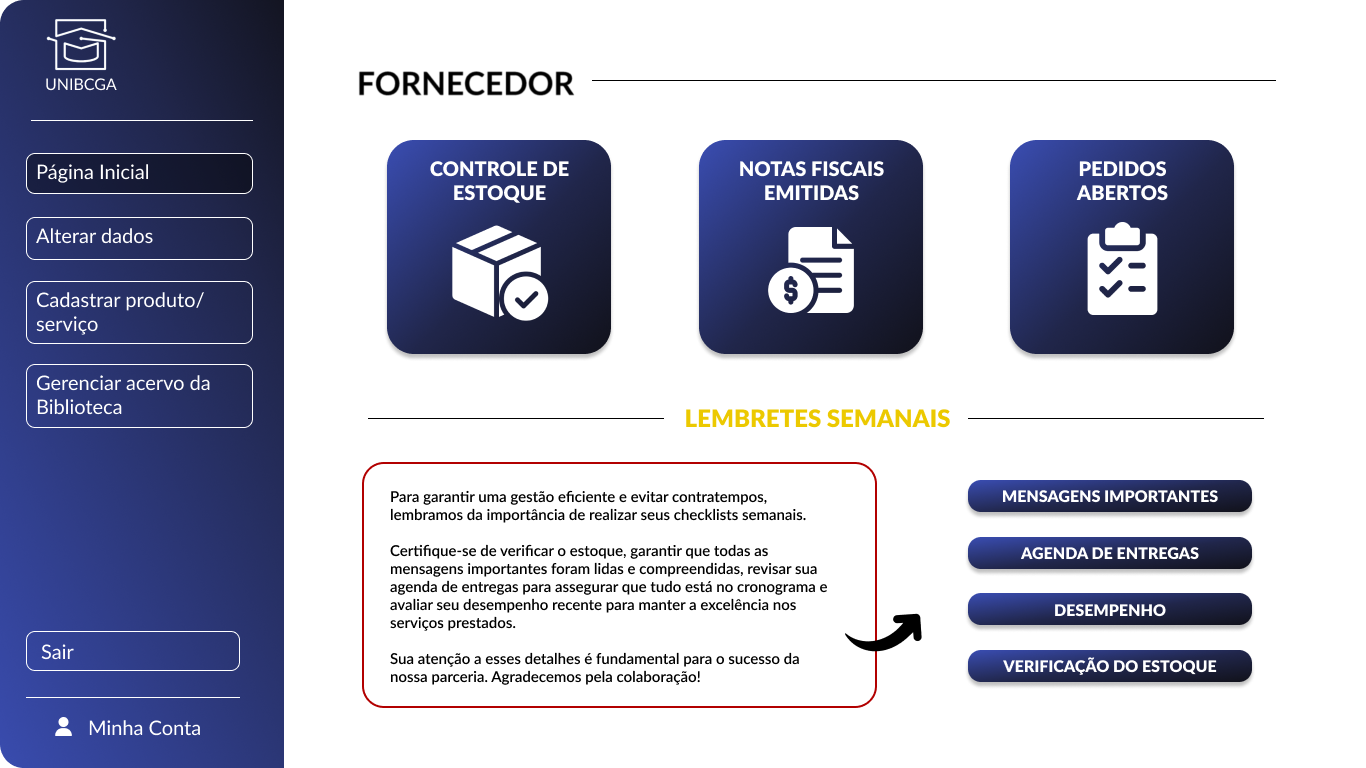 UNIBCGA
Página Inicial
Alterar dados
Cadastrar produto/
serviço
Gerenciar acervo da
Biblioteca
Sair
Minha Conta
FORNECEDOR
CONTROLE DE
ESTOQUE
NOTAS FISCAIS
EMITIDAS
$
PEDIDOS
ABERTOS
LEMBRETES SEMANAIS
Para garantir uma gestão eficiente e evitar contratempos,
lembramos da importância de realizar seus checklists semanais.
Certifique-se de verificar o estoque, garantir que todas as
mensagens importantes foram lidas e compreendidas, revisar sua
agenda de entregas para assegurar que tudo está no cronograma e
avaliar seu desempenho recente para manter a excelência nos
serviços prestados.
Sua atenção a esses detalhes é fundamental para o sucesso da
nossa parceria. Agradecemos pela colaboração!
MENSAGENS IMPORTANTES
AGENDA DE ENTREGAS
DESEMPENHO
VERIFICAÇÃO DO ESTOQUE